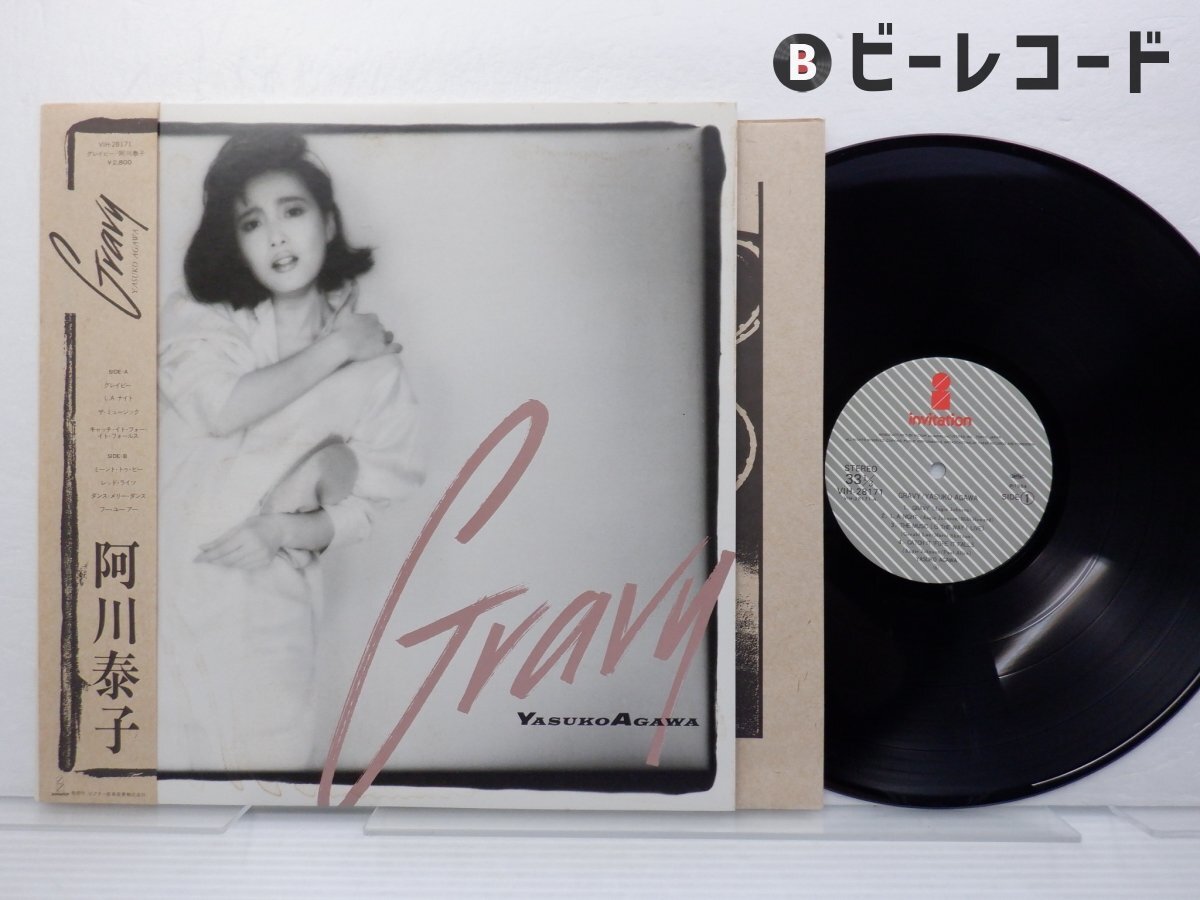 ビーレコード
VIH-28171
グレイビー/阿川泰子
¥2,800
Gravy
YASUKO AGAWA
SIDE-A
グレイビー
L.A.ナイト
ザ・ミュージック
キャッチ・イト・フォー・
イト・フォールス
SIDE-B
ミーント・トゥ・ビー
レッド・ライツ
ダンス・メリー・ダンス
フー・ユー・アー
阿川泰子
Gravy
YASUKO AGAWA
invitation
STEREO
33 1/3
VIH-28171
GRAVY/YASUKO AGAWA
SIDE 1
YASUKO AGAWA